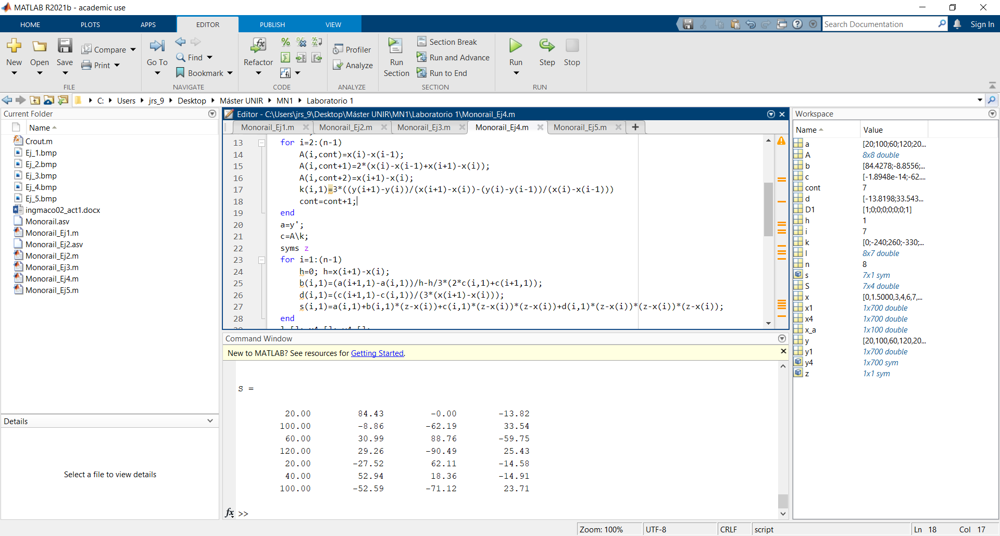 MATLAB R2021b - academic use
HOME PLOTS APPS EDITOR PUBLISH VIEW
Search Documentation
Sign In
New
Open
Save
Compare
Print
FILE
Go To
Find
Bookmark
NAVIGATE
Refactor
CODE
Profiler
Analyze
ANALYZE
Run Section
Section Break
Run and Advance
Run to End
SECTION
Run
Step
Stop
RUN
C: Users jrs_9 Desktop Máster UNIR MN1 Laboratorio 1
Current Folder
Name
Crout.m
Ej_1.bmp
Ej_2.bmp
Ej_3.bmp
Ej_4.bmp
Ej_5.bmp
ingmaco02_act1.docx
Monorail.asv
Monorail_Ej1.m
Monorail_Ej2.asv
Monorail_Ej2.m
Monorail_Ej3.m
Monorail_Ej4.m
Monorail_Ej5.m
Details
Select a file to view details
Editor - C:\Users\jrs_9\Desktop\Máster UNIR\MN1\Laboratorio 1\Monorail_Ej4.m
Monorail_Ej1.m Monorail_Ej2.m Monorail_Ej3.m Monorail_Ej4.m Monorail_Ej5.m
13 for i=2:(n-1)
14 A(i,cont)=x(i)-x(i-1);
15 A(i,cont+1)=2*(x(i)-x(i-1)+x(i+1)-x(i));
16 A(i,cont+2)=x(i+1)-x(i);
17 k(i,1)=3*((y(i+1)-y(i))/(x(i+1)-x(i))-(y(i)-y(i-1))/(x(i)-x(i-1)))
18 cont=cont+1;
19 end
20 a=y';
21 c=A\k;
22 syms z
23 for i=1:(n-1)
24 h=0; h=x(i+1)-x(i);
25 b(i,1)=(a(i+1,1)-a(i,1))/h-h/3*(2*c(i,1)+c(i+1,1));
26 d(i,1)=(c(i+1,1)-c(i,1))/(3*(x(i+1)-x(i)));
27 s(i,1)=a(i,1)+b(i,1)*(z-x(i))+c(i,1)*(z-x(i))*(z-x(i))+d(i,1)*(z-x(i))*(z-x(i))*(z-x(i));
28 end
Command Window
New to MATLAB? See resources for Getting Started.
S =
20.00 84.43 -0.00 -13.82
100.00 -8.86 -62.19 33.54
60.00 30.99 88.76 -59.75
120.00 29.26 -90.49 25.43
20.00 -27.52 62.11 -14.58
40.00 52.94 18.36 -14.91
100.00 -52.59 -71.12 23.71
fx >>
Workspace
Name Value
a [20;100;60;120;20...
A 8x8 double
b [84.4278;-8.8556;...
c [-1.8948e-14;-62....
cont 7
d [-13.8198;33.543...
D1 [1;0;0;0;0;0;0;1]
h 1
i 7
k [0;-240;260;-330;...
l 8x7 double
n 8
s 7x1 sym
S 7x4 double
x [0,1.5000,3,4,6,7,...
x1 1x700 double
x4 1x700 double
x_a 1x100 double
y [20,100,60,120,20...
y1 1x700 double
y4 1x700 sym
z 1x1 sym
Zoom: 100% UTF-8 CRLF script Ln 18 Col 17